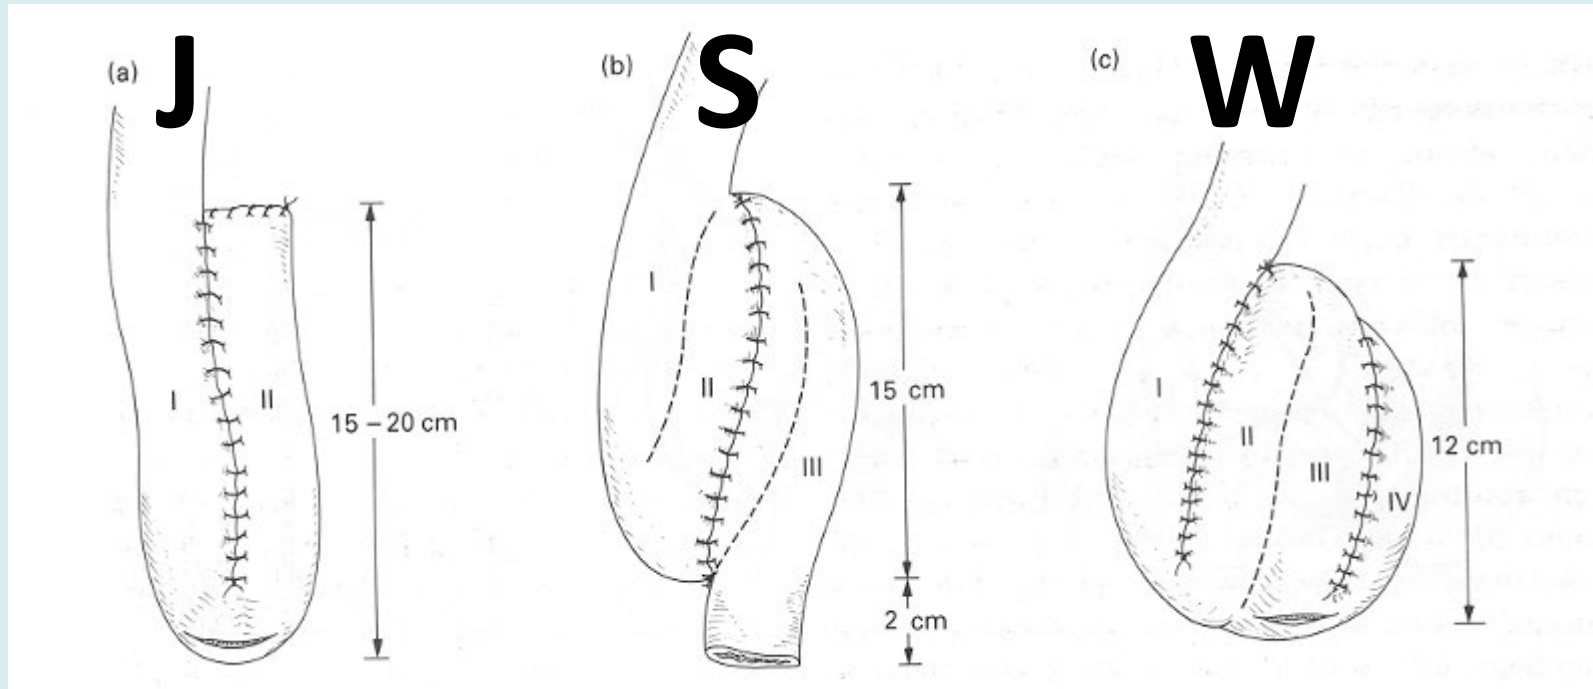 (a) J
I
II
15 – 20 cm
(b) S
I
II
III
15 cm
2 cm
(c) W
I
II
III
IV
12 cm